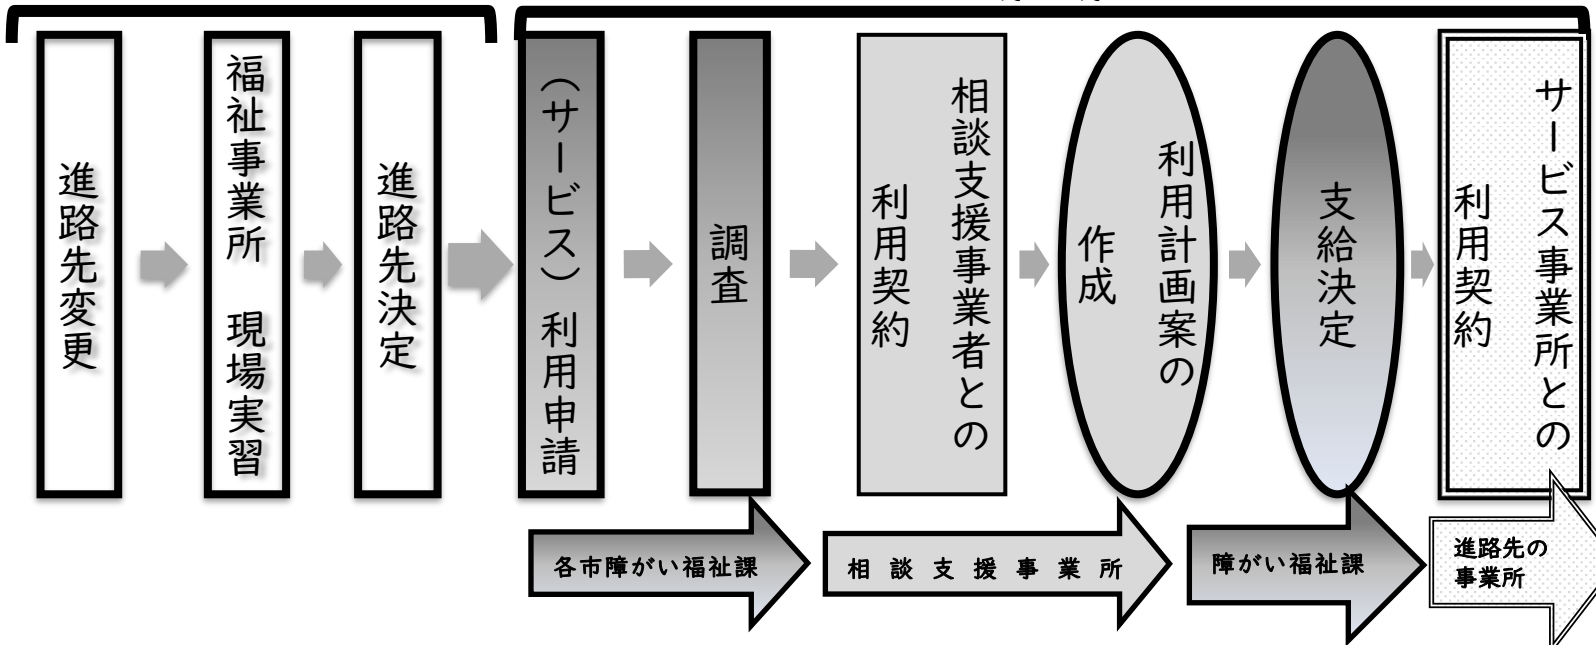 進路先変更
福祉事業所　現場実習
進路先決定
（サービス）利用申請
調査
相談支援事業者との
利用契約
利用計画案の
作成
支給決定
サービス事業所との
利用契約
各市障がい福祉課
相談支援事業所
障がい福祉課
進路先の
事業所